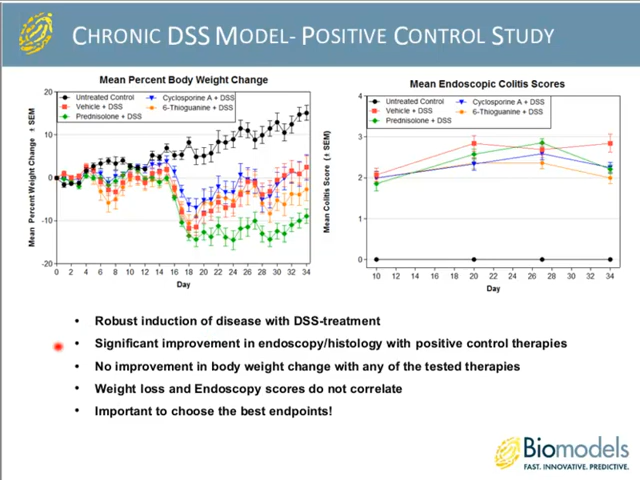 CHRONIC DSS MODEL- POSITIVE CONTROL STUDY
Mean Percent Body Weight Change
Untreated Control
Vehicle + DSS
Prednisolone + DSS
Cyclosporine A + DSS
6-Thioguanine + DSS
Mean Percent Weight Change ± SEM
20
10
0
-10
-20
0 2 4 6 8 10 12 14 16 18 20 22 24 26 28 30 32 34
Day
Mean Endoscopic Colitis Scores
Untreated Control
Vehicle + DSS
Prednisolone + DSS
Cyclosporine A + DSS
6-Thioguanine + DSS
Mean Colitis Score (± SEM)
4
3
2
1
0
10 12 14 16 18 20 22 24 26 28 30 32 34
Day
• Robust induction of disease with DSS-treatment
• Significant improvement in endoscopy/histology with positive control therapies
• No improvement in body weight change with any of the tested therapies
• Weight loss and Endoscopy scores do not correlate
• Important to choose the best endpoints!
Biomodels
FAST. INNOVATIVE. PREDICTIVE.